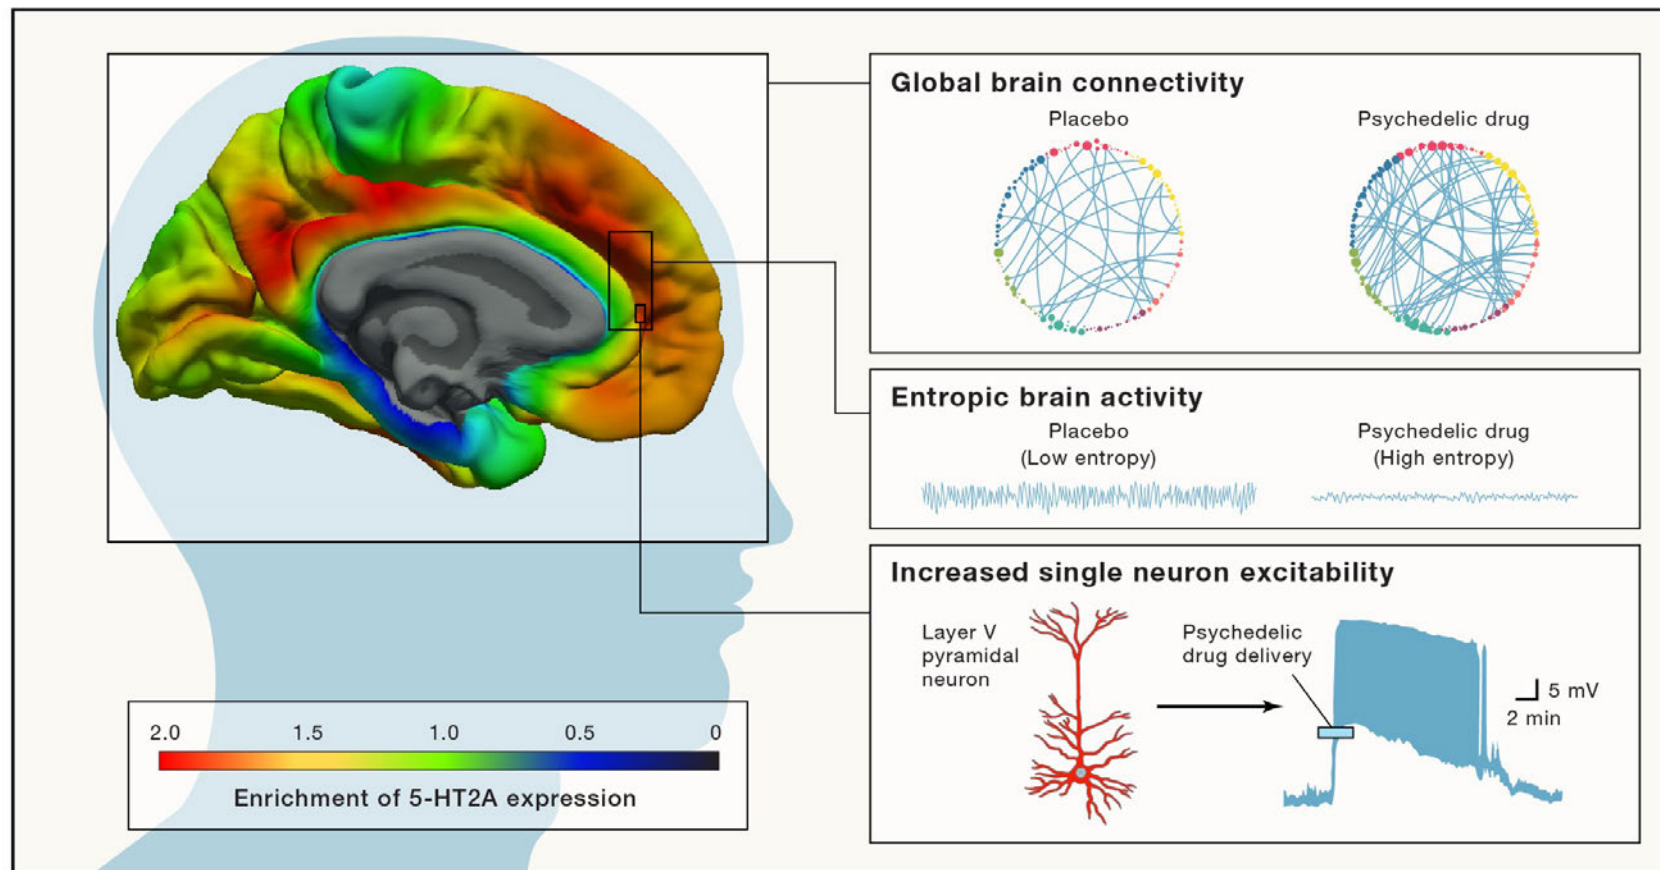 Global brain connectivity
Placebo
Psychedelic drug
Entropic brain activity
Placebo
(Low entropy)
Psychedelic drug
(High entropy)
Increased single neuron excitability
Layer V
pyramidal
neuron
Psychedelic
drug delivery
5 mV
2 min
2.0 1.5 1.0 0.5 0
Enrichment of 5-HT2A expression